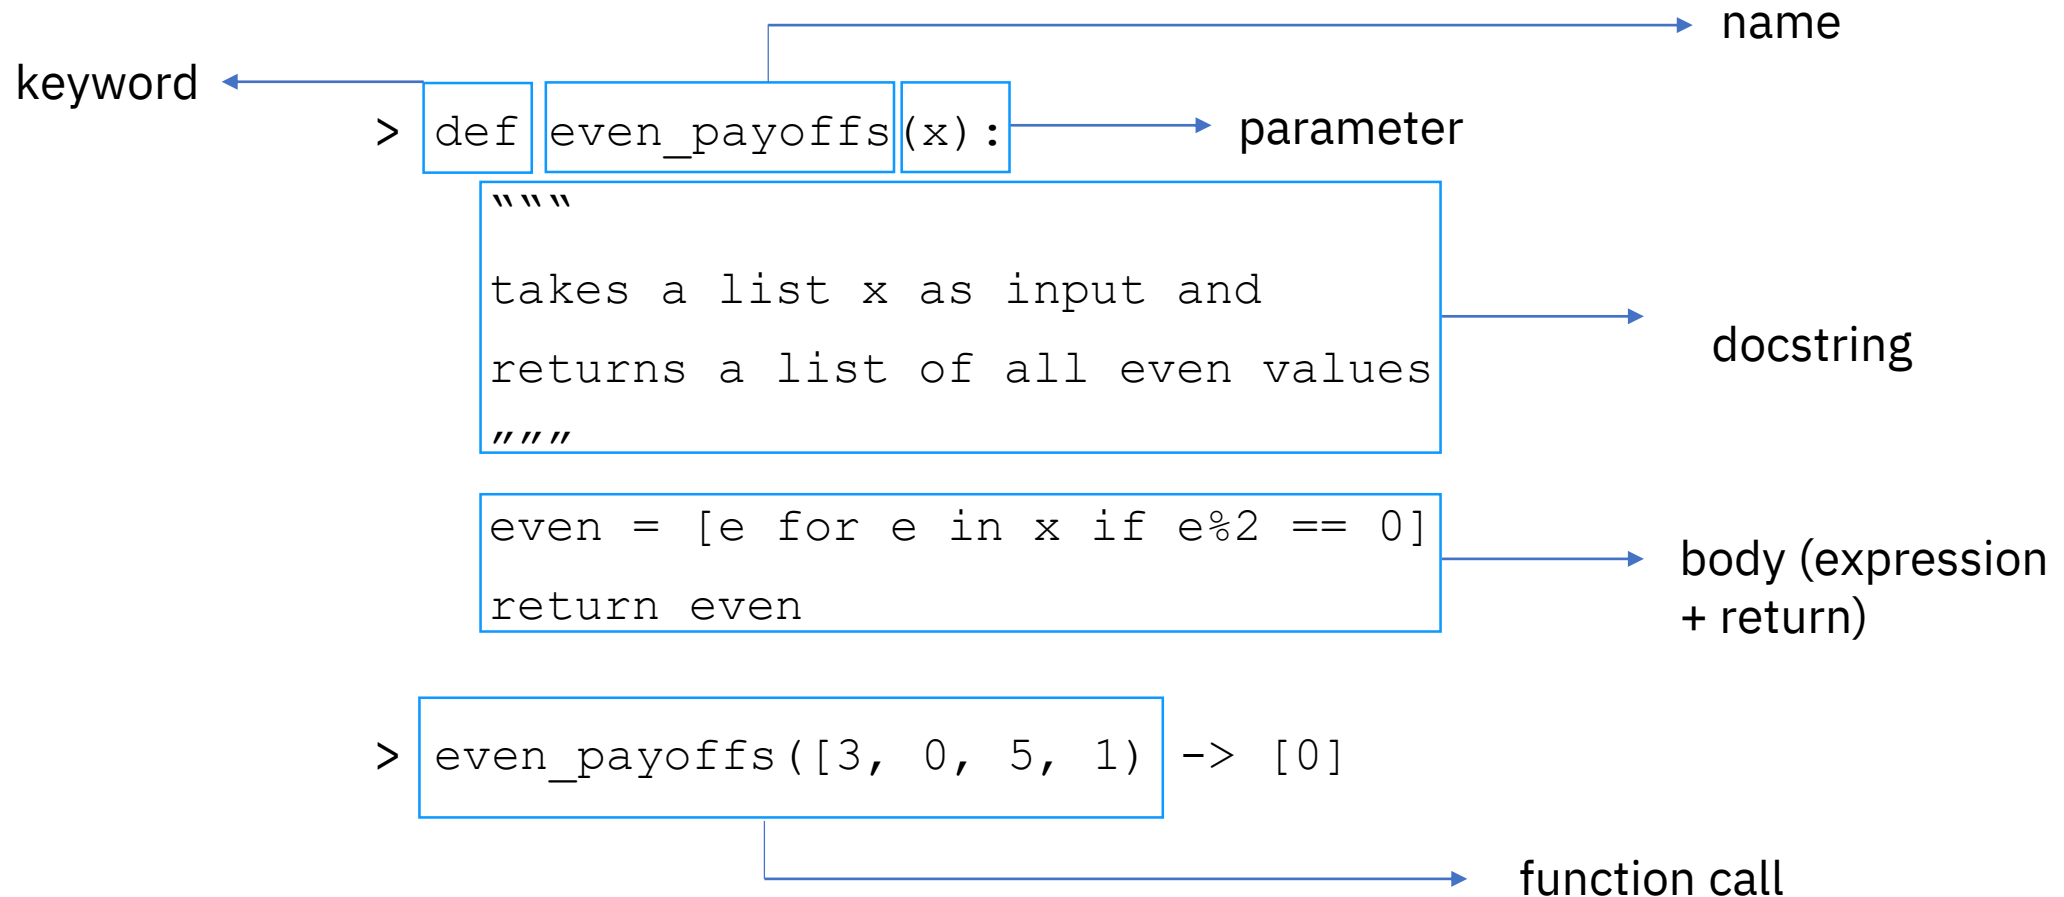 name
keyword
> def even_payoffs(x):
parameter
‟‟‟
takes a list x as input and
returns a list of all even values
”””
docstring
even = [e for e in x if e%2 == 0]
return even
body (expression
+ return)
> even_payoffs([3, 0, 5, 1) -> [0]
function call